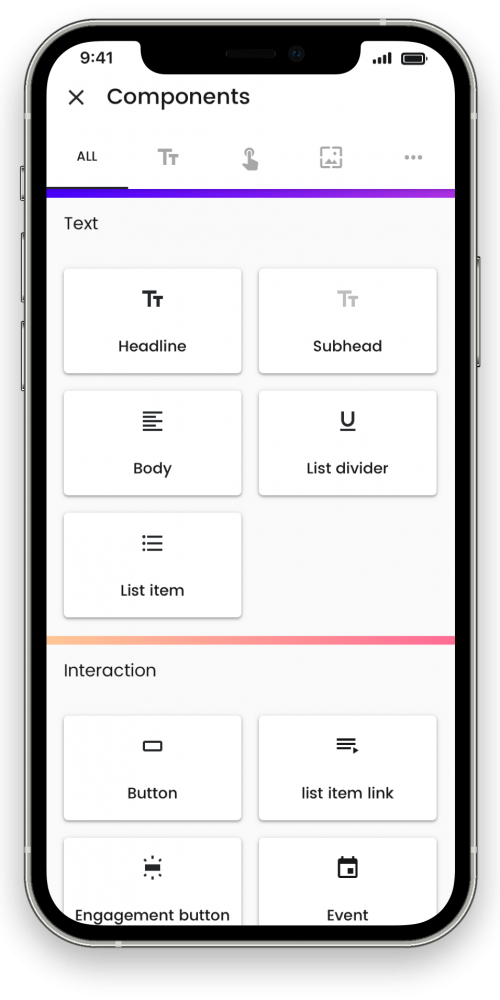 9:41
Components
ALL
Text
Headline
Subhead
Body
List divider
List item
Interaction
Button
list item link
Engagement button
Event